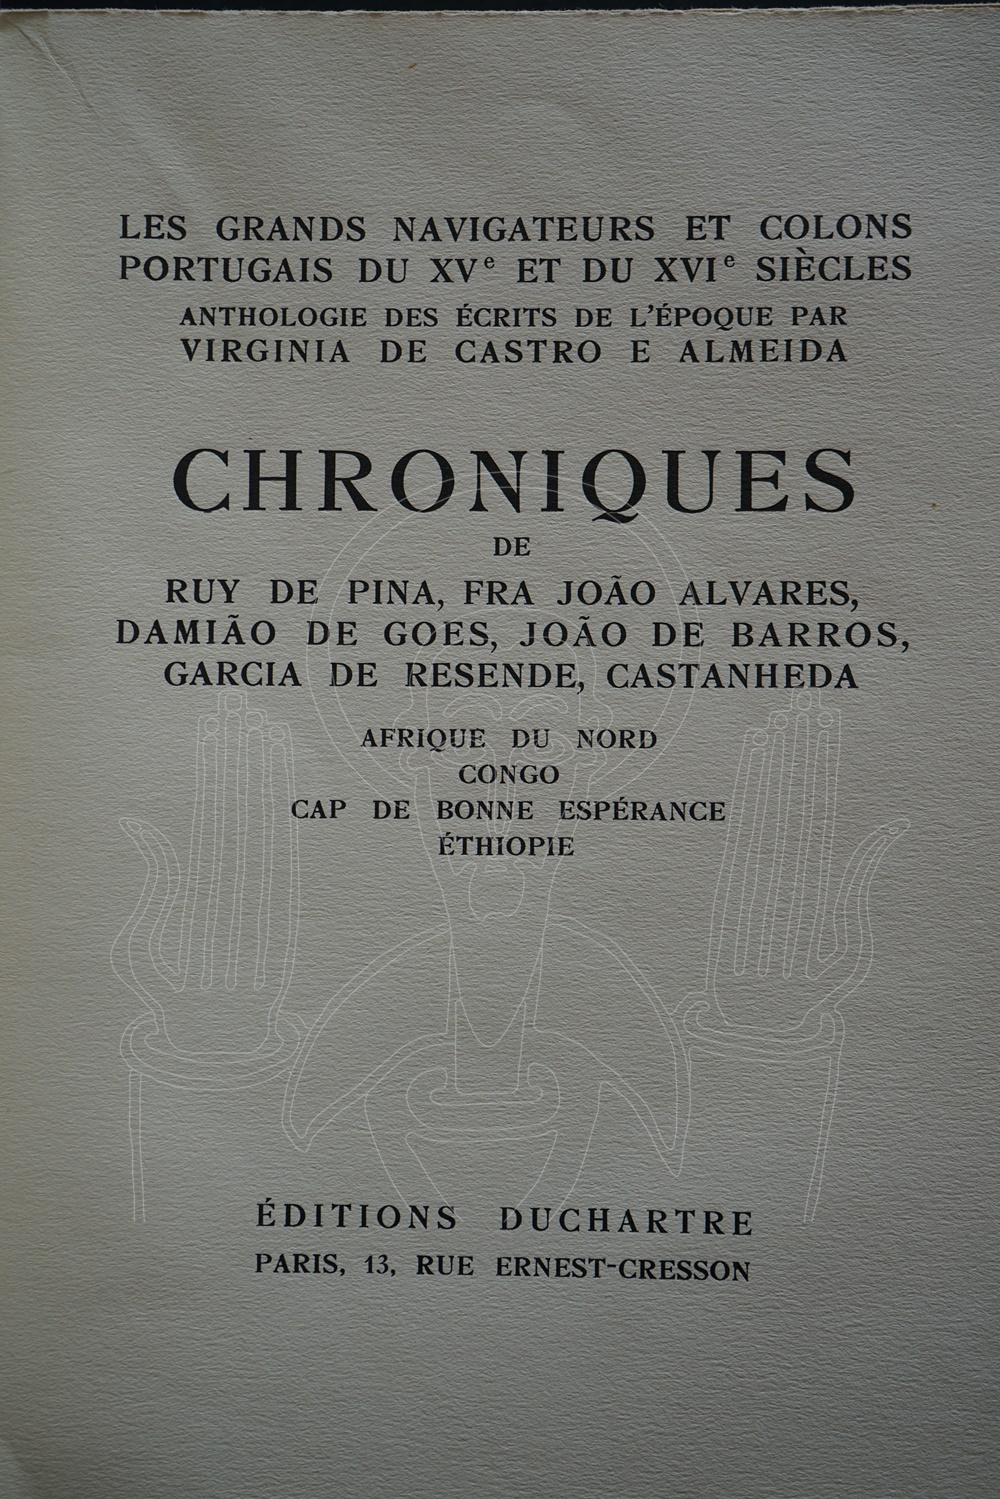 LES GRANDS NAVIGATEURS ET COLONS
PORTUGAIS DU XVe ET DU XVIe SIÈCLES
ANTHOLOGIE DES ÉCRITS DE L'ÉPOQUE PAR
VIRGINIA DE CASTRO E ALMEIDA
CHRONIQUES
DE
RUY DE PINA, FRA JOÃO ALVARES,
DAMIÃO DE GOES, JOÃO DE BARROS,
GARCIA DE RESENDE, CASTANHEDA
AFRIQUE DU NORD
CONGO
CAP DE BONNE ESPÉRANCE
ÉTHIOPIE
ÉDITIONS DUCHARTRE
PARIS, 13, RUE ERNEST-CRESSON